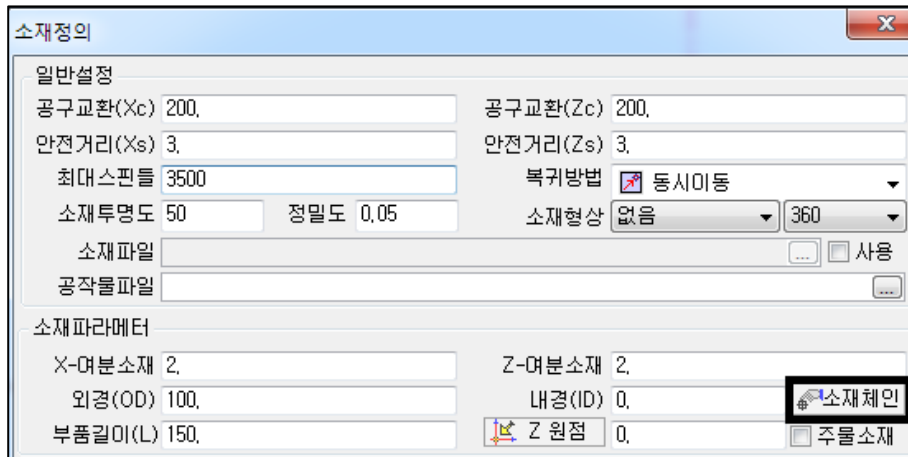 소재정의
일반설정
공구교환(Xc) 200, 공구교환(Zc) 200,
안전거리(Xs) 3, 안전거리(Zs) 3,
최대스핀들 3500 복귀방법 동시이동
소재투명도 50 정밀도 0,05 소재형상 없음 360
소재파일 ... 사용
공작물파일 ...
소재파라메터
X-여분소재 2, Z-여분소재 2,
외경(OD) 100, 내경(ID) 0, 소재체인
부품길이(L) 150, Z 원점 0, 주물소재